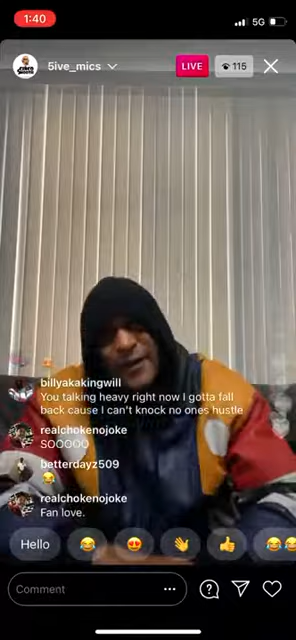 1:40
5G
5ive_mics
LIVE
115
billyakakingwill
You talking heavy right now I gotta fall
back cause I can't knock no ones hustle
realchokenojoke
SOOOOO
betterdayz509
😂
realchokenojoke
Fan love.
Hello 😂 😍 👋 👍 😂
Comment